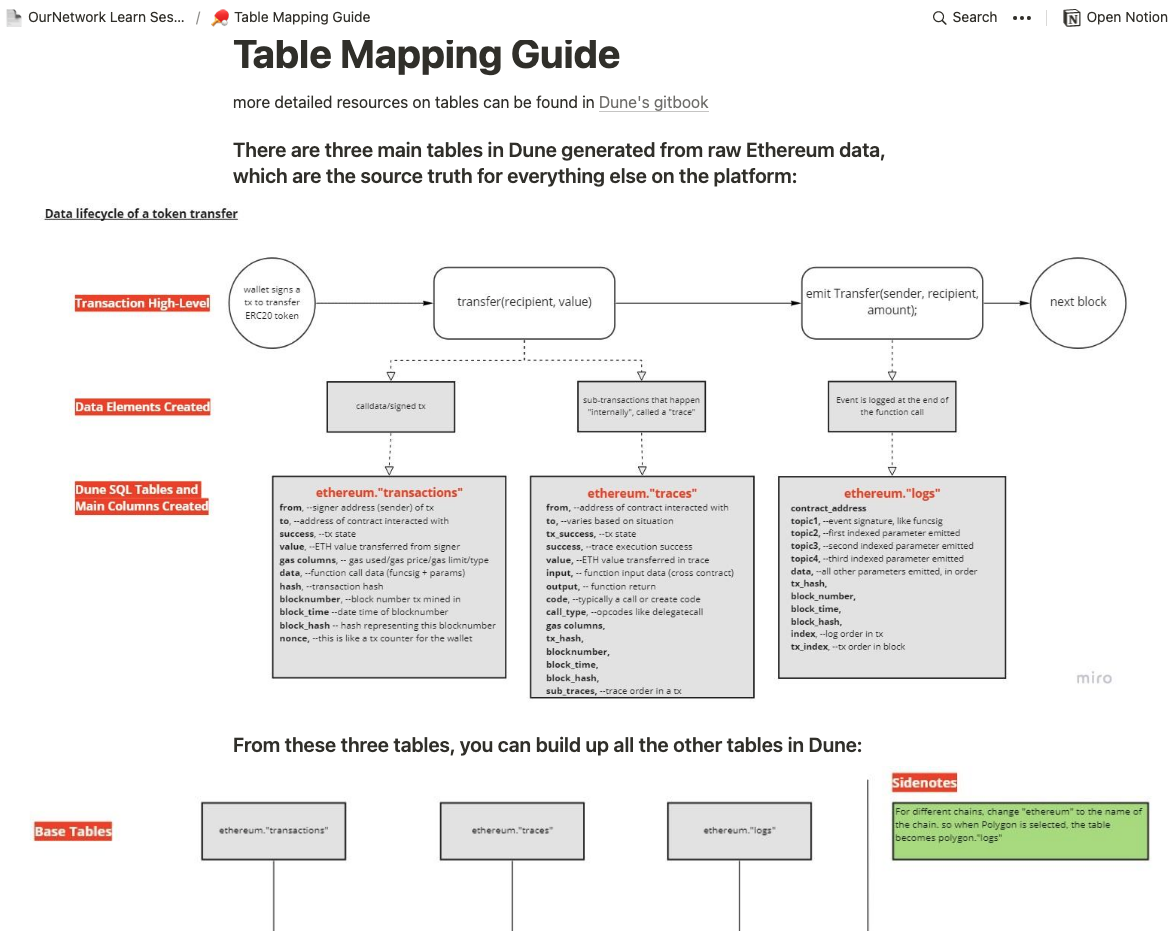 OurNetwork Learn Ses... / Table Mapping Guide
Search ••• Open Notion
Table Mapping Guide
more detailed resources on tables can be found in Dune's gitbook
There are three main tables in Dune generated from raw Ethereum data,
which are the source truth for everything else on the platform:
Data lifecycle of a token transfer
Transaction High-Level
wallet signs a
tx to transfer
ERC20 token
transfer(recipient, value)
emit Transfer(sender, recipient,
amount);
next block
Data Elements Created
calldata/signed tx
sub-transactions that happen
"internally", called a "trace"
Event is logged at the end of
the function call
Dune SQL Tables and
Main Columns Created
ethereum."transactions"
from, --signer address (sender) of tx
to, --address of contract interacted with
success, --tx state
value, --ETH value transferred from signer
gas columns, -- gas used/gas price/gas limit/type
data, --function call data (funcsig + params)
hash, --transaction hash
blocknumber, --block number tx mined in
block_time --date time of blocknumber
block_hash -- hash representing this blocknumber
nonce, --this is like a tx counter for the wallet
ethereum."traces"
from, --address of contract interacted with
to, --varies based on situation
tx_success, --tx state
success, --trace execution success
value, --ETH value transferred in trace
input, -- function input data (cross contract)
output, -- function return
code, --typically a call or create code
call_type, --opcodes like delegatecall
gas columns,
tx_hash,
blocknumber,
block_time,
block_hash,
sub_traces, --trace order in a tx
ethereum."logs"
contract_address
topic1, --event signature, like funcsig
topic2, --first indexed parameter emitted
topic3, --second indexed parameter emitted
topic4, --third indexed parameter emitted
data, --all other parameters emitted, in order
tx_hash,
block_number,
block_time,
block_hash,
index, --log order in tx
tx_index, --tx order in block
miro
From these three tables, you can build up all the other tables in Dune:
Base Tables
ethereum."transactions"
ethereum."traces"
ethereum."logs"
Sidenotes
For different chains, change "ethereum" to the name of
the chain. so when Polygon is selected, the table
becomes polygon."logs"